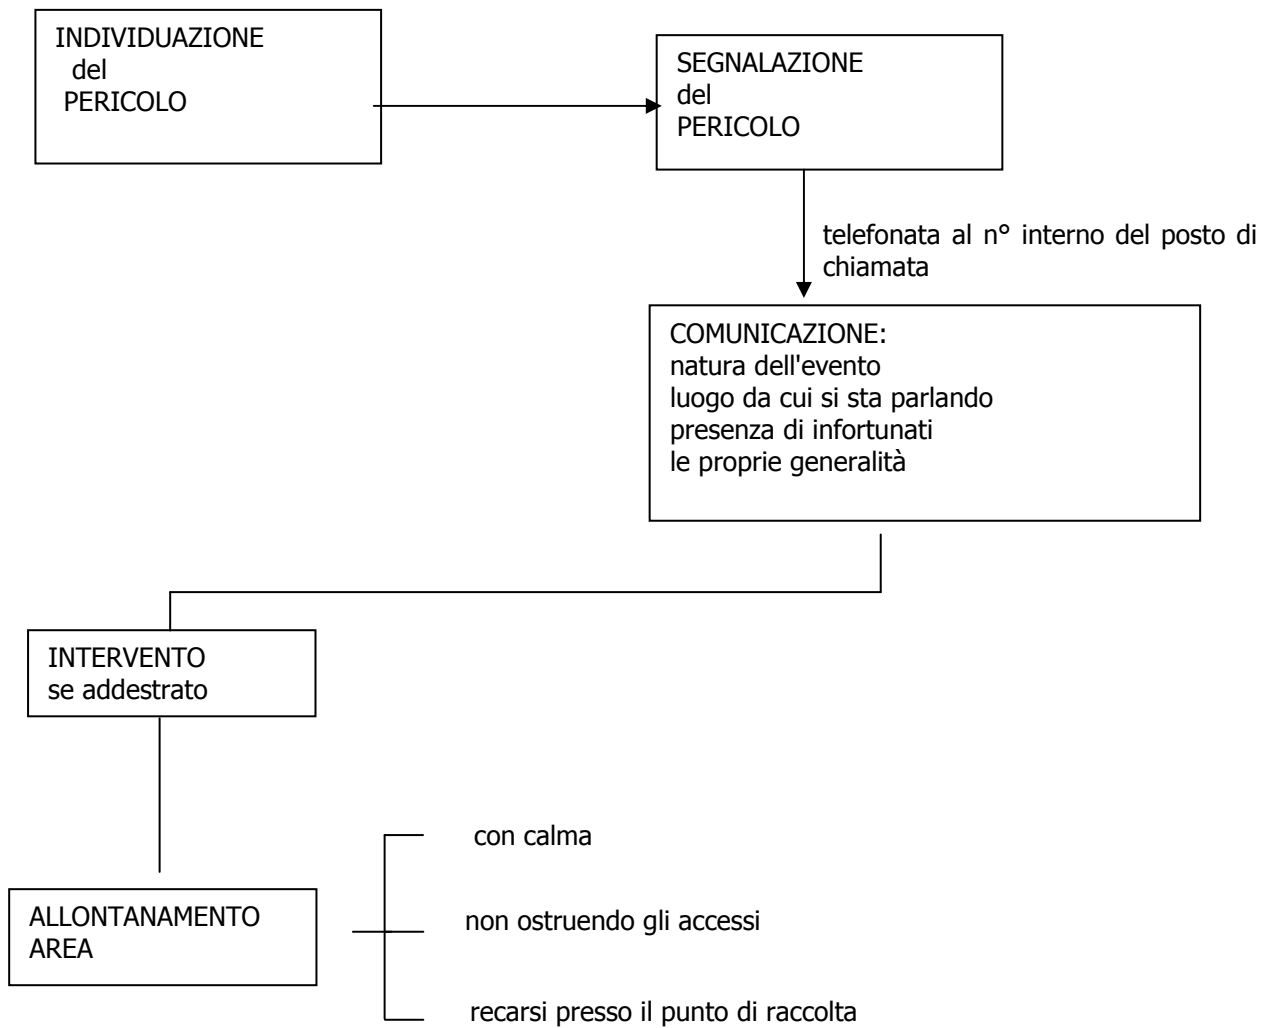 INDIVIDUAZIONE
del
PERICOLO
SEGNALAZIONE
del
PERICOLO
telefonata al n° interno del posto di
chiamata
COMUNICAZIONE:
natura dell'evento
luogo da cui si sta parlando
presenza di infortunati
le proprie generalità
INTERVENTO
se addestrato
ALLONTANAMENTO
AREA
con calma
non ostruendo gli accessi
recarsi presso il punto di raccolta